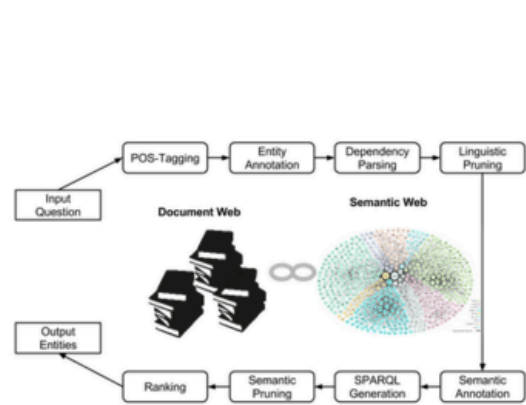 POS-Tagging
Entity
Annotation
Dependency
Parsing
Linguistic
Pruning
Input
Question
Document Web
Semantic Web
Output
Entities
Ranking
Semantic
Pruning
SPARQL
Generation
Semantic
Annotation